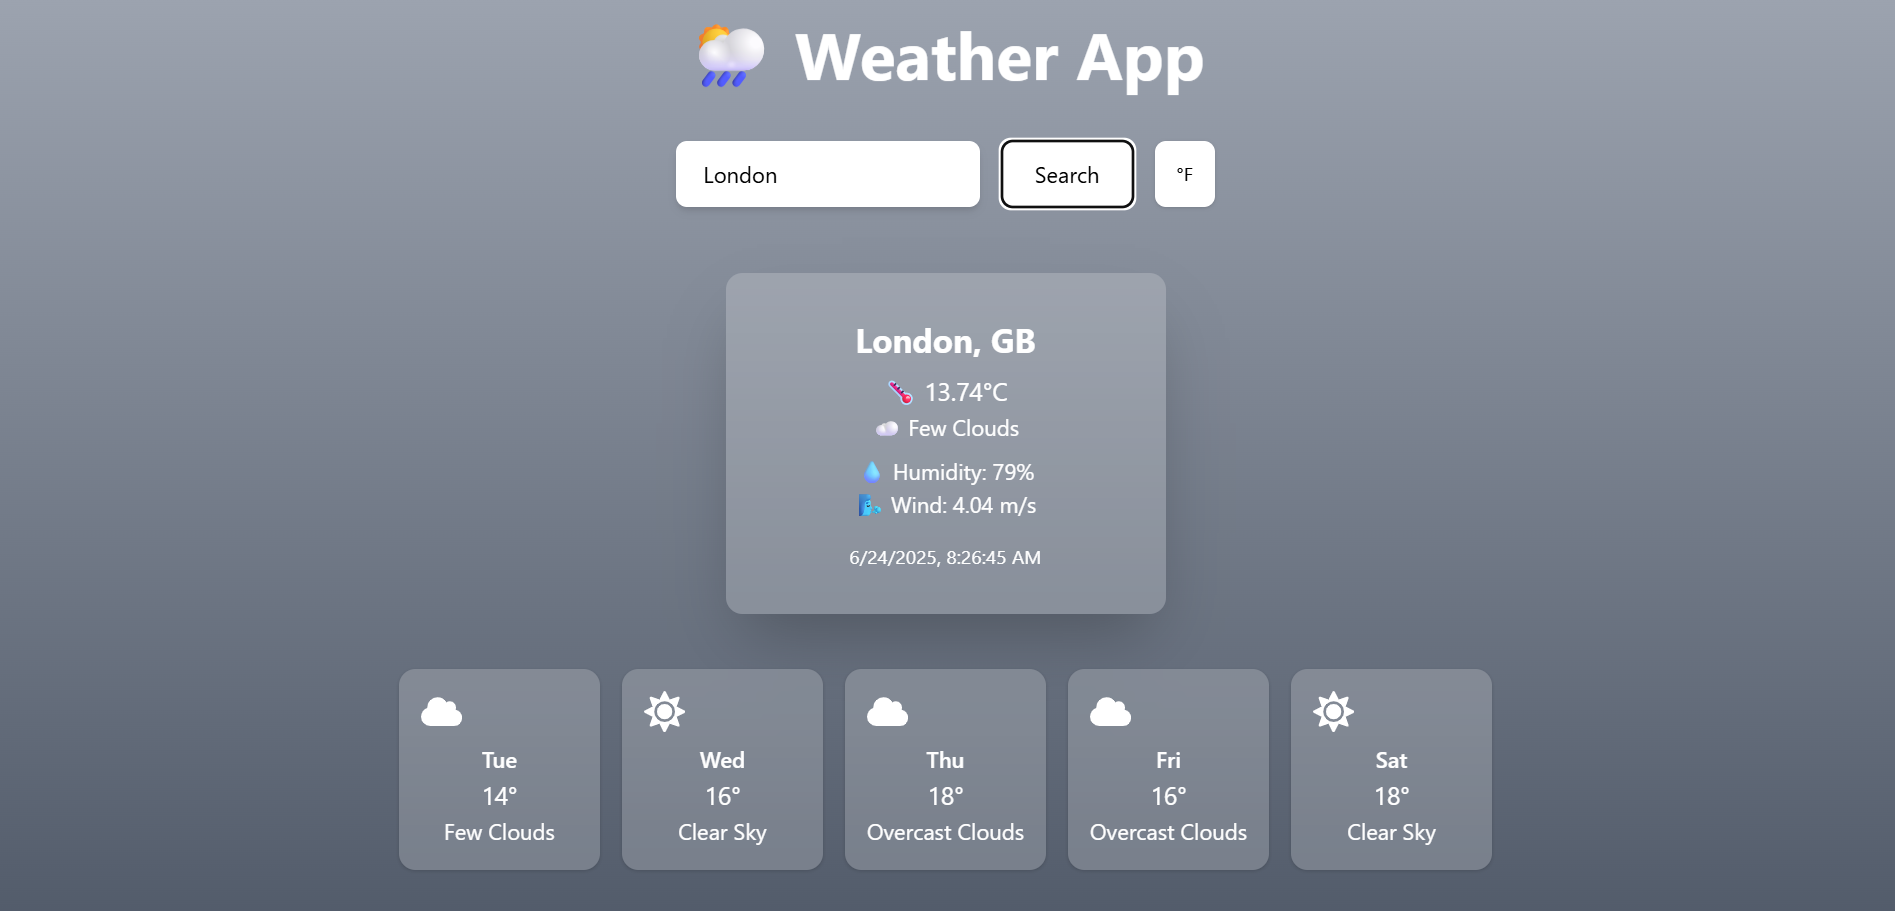 Weather App
London
Search
°F
London, GB
13.74°C
Few Clouds
Humidity: 79%
Wind: 4.04 m/s
6/24/2025, 8:26:45 AM
Tue
14°
Few Clouds
Wed
16°
Clear Sky
Thu
18°
Overcast Clouds
Fri
16°
Overcast Clouds
Sat
18°
Clear Sky